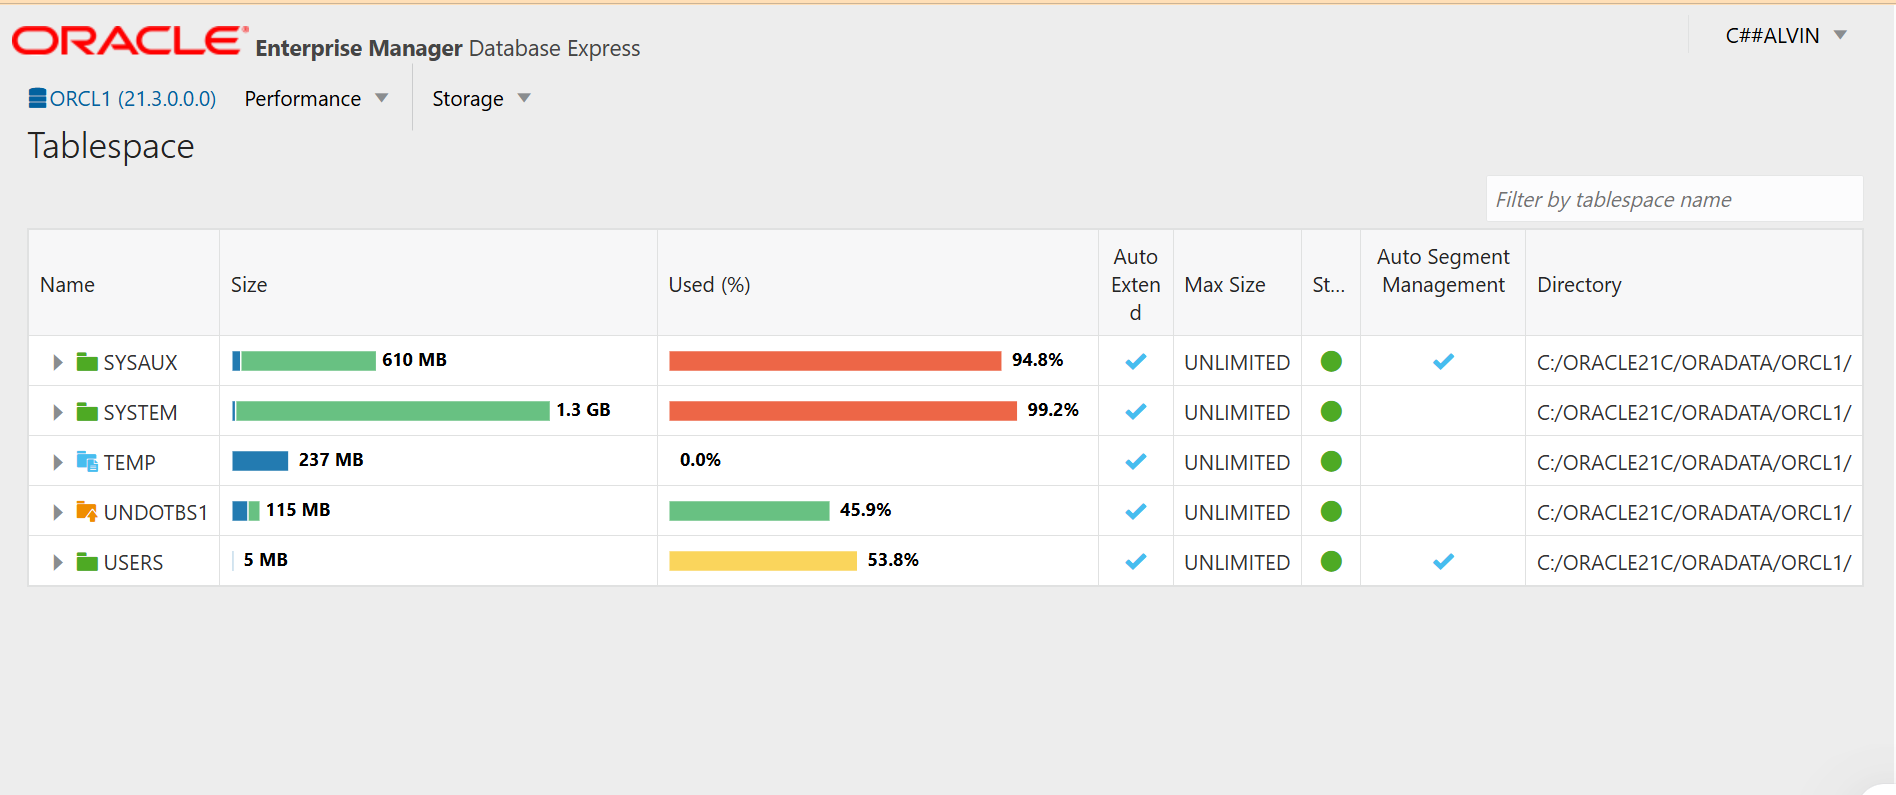 ORACLE® Enterprise Manager Database Express
C##ALVIN
ORCL1 (21.3.0.0.0) Performance Storage
Tablespace
Filter by tablespace name
Name Size Used (%) Auto Extend Max Size St... Auto Segment Management Directory
SYSAUX 610 MB 94.8% UNLIMITED C:/ORACLE21C/ORADATA/ORCL1/
SYSTEM 1.3 GB 99.2% UNLIMITED C:/ORACLE21C/ORADATA/ORCL1/
TEMP 237 MB 0.0% UNLIMITED C:/ORACLE21C/ORADATA/ORCL1/
UNDOTBS1 115 MB 45.9% UNLIMITED C:/ORACLE21C/ORADATA/ORCL1/
USERS 5 MB 53.8% UNLIMITED C:/ORACLE21C/ORADATA/ORCL1/